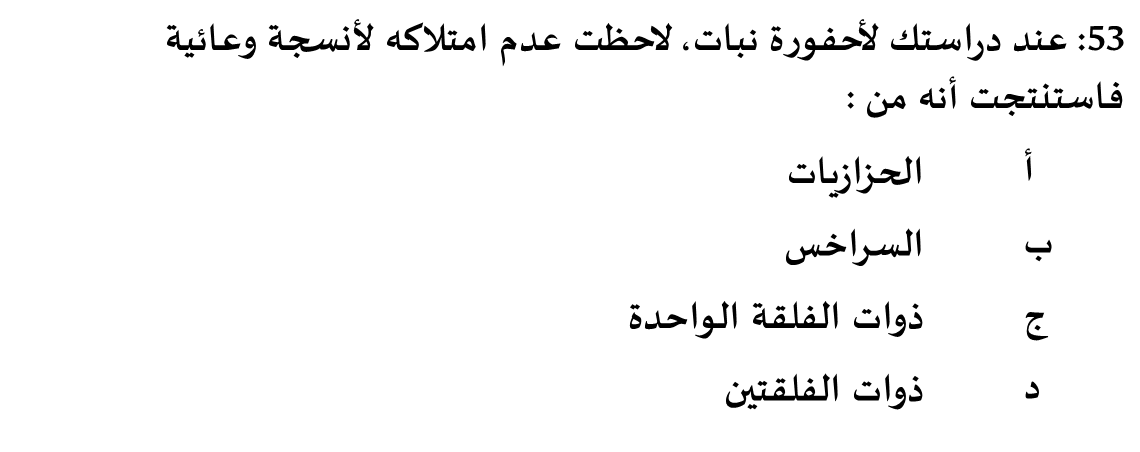 53: عند دراستك لأحفورة نبات، لاحظت عدم امتلاكه لأنسجة وعائية
فاستنتجت أنه من :
أ الحزازيات
ب السراخس
ج ذوات الفلقة الواحدة
د ذوات الفلقتين